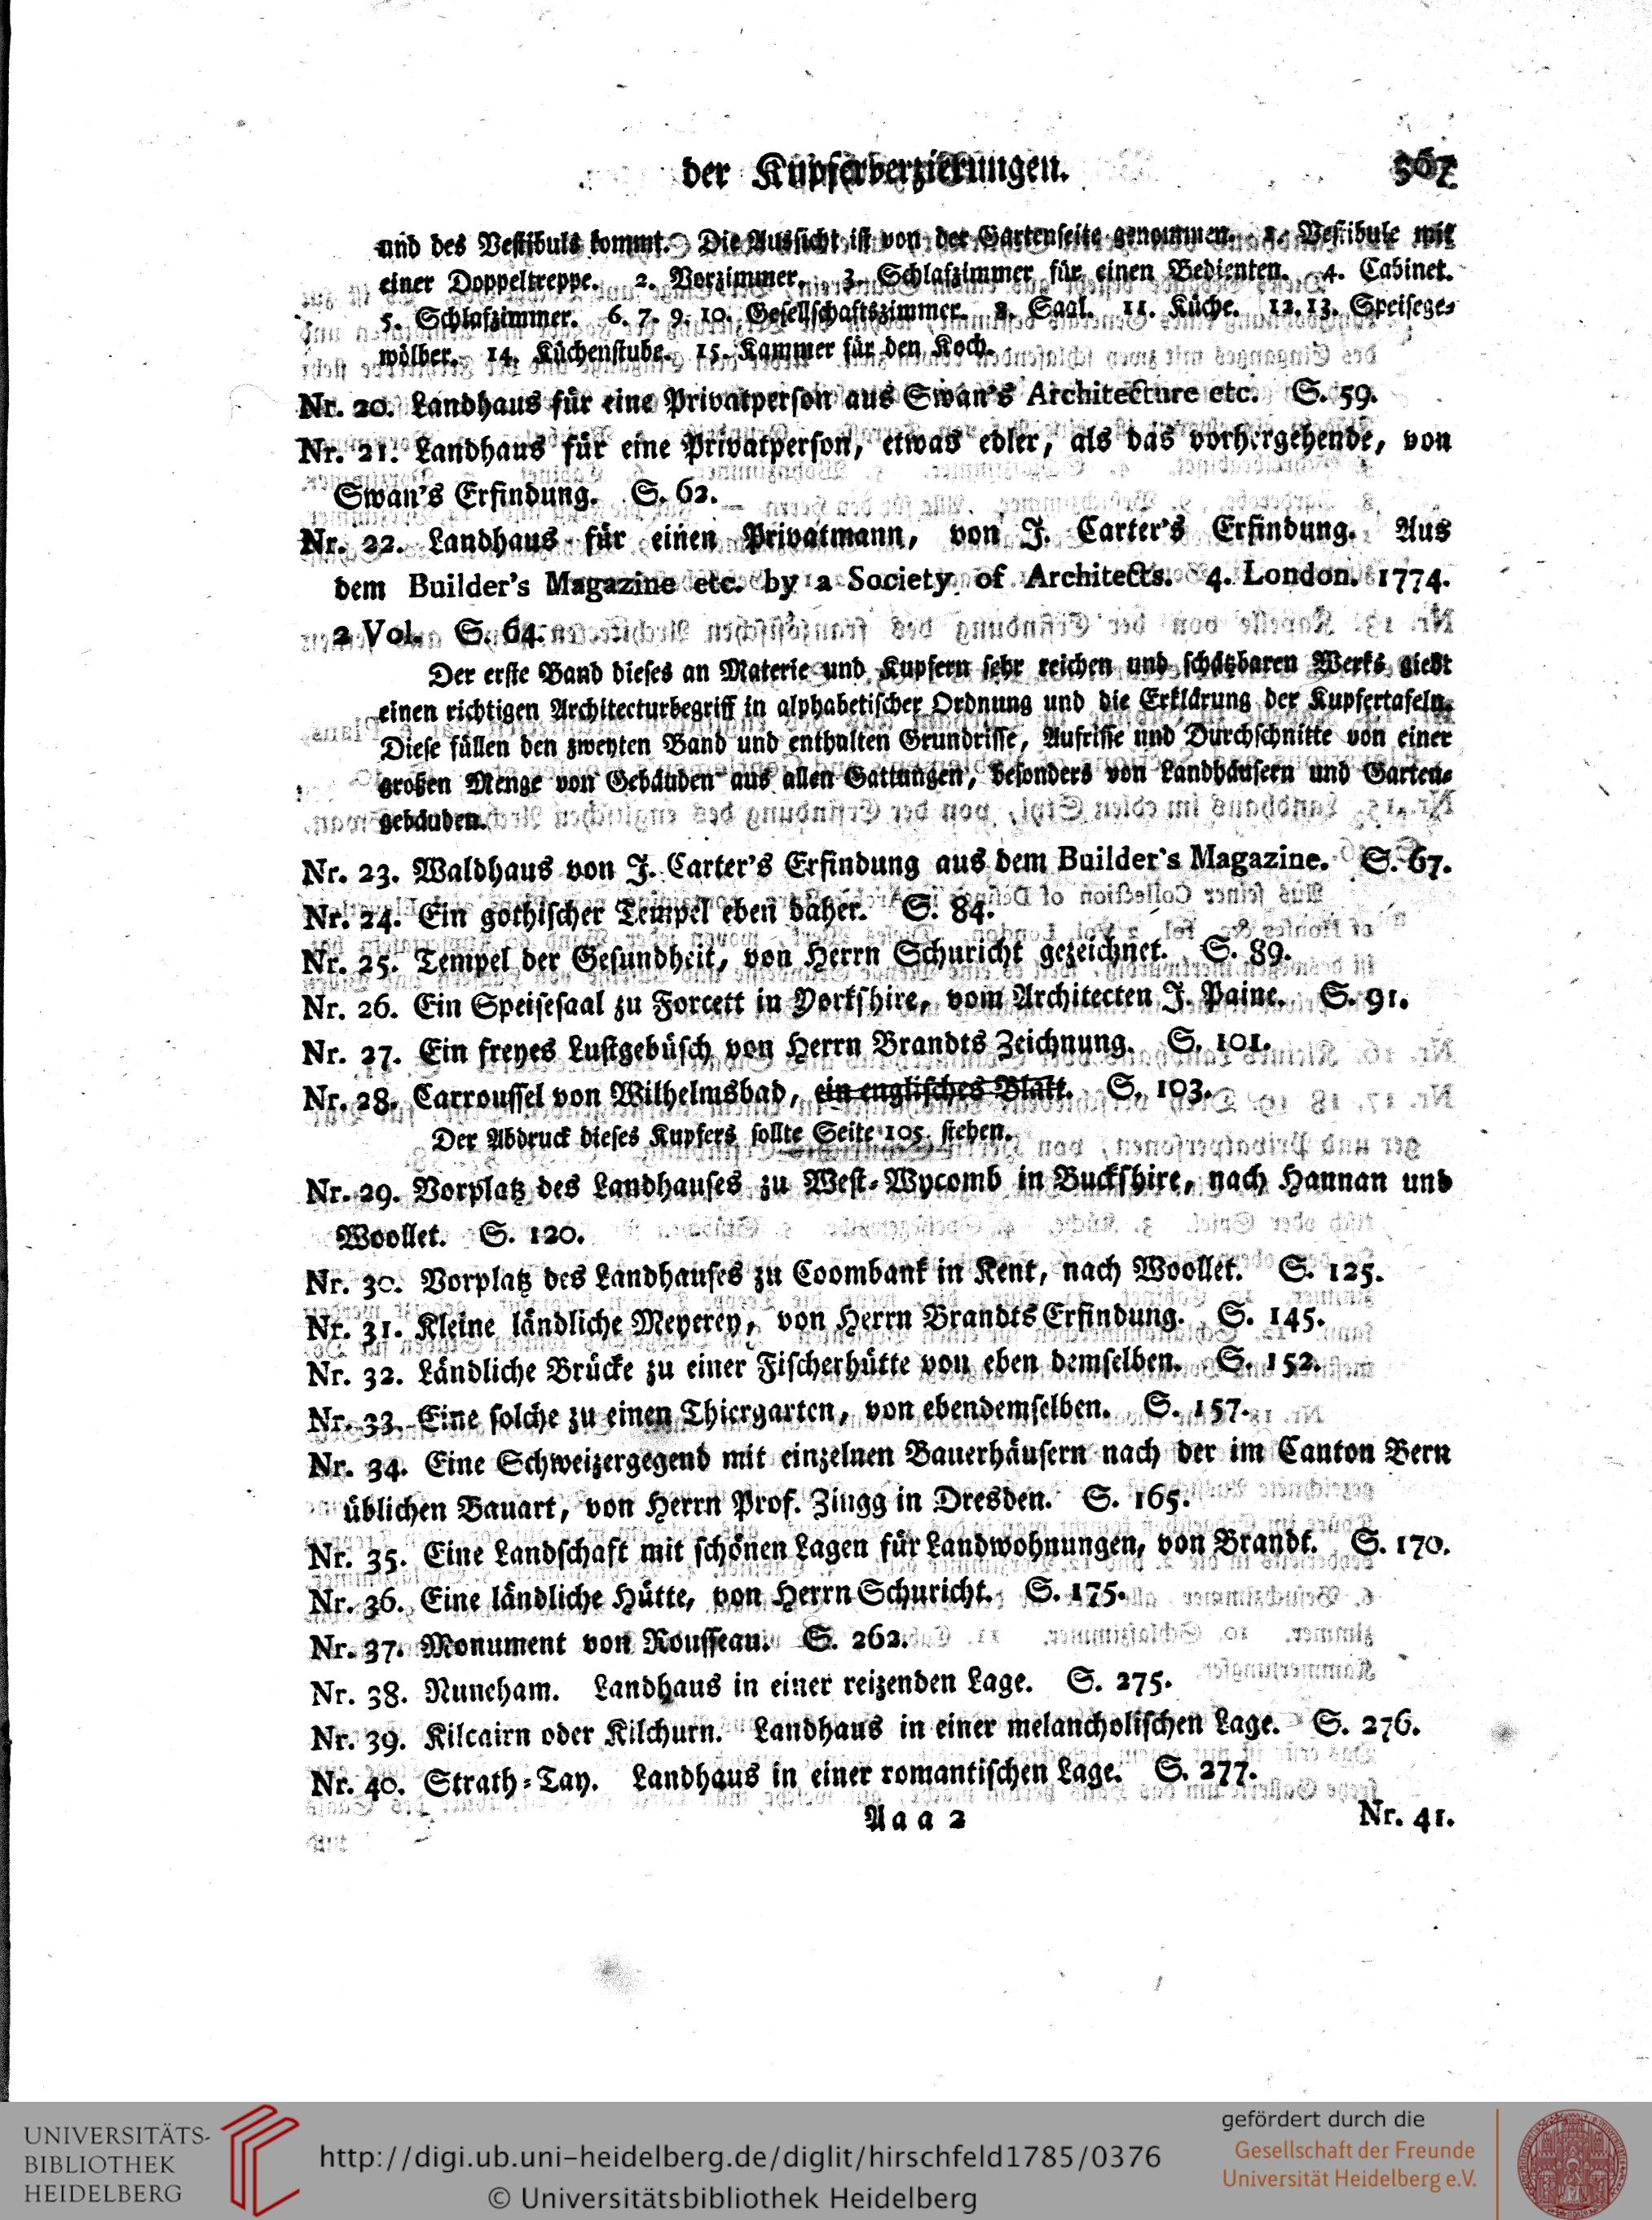 der Kupferverzierungen. 367
und des Vestibuls kommt. Die Aussicht ist von der Gartenseite genommen. 1. Vestibule mit
einer Doppeltreppe. 2. Vorzimmer. 3. Schlafzimmer für einen Bedienten. 4. Cabinet.
5. Schlafzimmer. 6. 7. 9. 10. Gesellschaftszimmer. 8. Saal. 11. Küche. 12. 13. Speisege-
wölber. 14. Küchenstube. 15. Kammer für den Koch.
Nr. 20. Landhaus für eine Privatperson aus Swan's Architecture etc. S. 59.
Nr. 21. Landhaus für eine Privatperson, etwas edler, als das vorhergehende, von
Swan's Erfindung. S. 62.
Nr. 22. Landhaus für einen Privatmann, von J. Carter's Erfindung. Aus
dem Builder's Magazine etc. by a Society of Architects. 4. London. 1774.
2 Vol. S. 64.
Der erste Band dieses an Materie und Kupfern sehr reichen und schätzbaren Werks giebt
einen richtigen Architecturbegriff in alphabetischer Ordnung und die Erklärung der Kupfertafeln.
Diese füllen den zweyten Band und enthalten Grundrisse, Aufrisse und Durchschnitte von einer
großen Menge von Gebäuden aus allen Gattungen, besonders von Landhäusern und Garten-
gebäuden.
Nr. 23. Waldhaus von J. Carter's Erfindung aus dem Builder's Magazine. S. 67.
Nr. 24. Ein gothischer Tempel eben daher. S. 84.
Nr. 25. Tempel der Gesundheit, von Herrn Schuricht gezeichnet. S. 89.
Nr. 26. Ein Speisesaal zu Forcett in Yorkshire, vom Architecten J. Paine. S. 91.
Nr. 27. Ein freyes Lustgebüsch von Herrn Brandts Zeichnung. S. 101.
Nr. 28. Carroussel von Wilhelmsbad, ein englisches Blatt. S. 103.
Der Abdruck dieses Kupfers sollte Seite 105. stehen.
Nr. 29. Vorplatz des Landhauses zu West-Wycomb in Buckshire, nach Hannan und
Woollet. S. 120.
Nr. 30. Vorplatz des Landhauses zu Coombank in Kent, nach Woollet. S. 125.
Nr. 31. Kleine ländliche Meyerey, von Herrn Brandts Erfindung. S. 145.
Nr. 32. Ländliche Brücke zu einer Fischerhütte von eben demselben. S. 152.
Nr. 33. Eine solche zu einen Thiergarten, von ebendemselben. S. 157.
Nr. 34. Eine Schweizergegend mit einzelnen Bauerhäusern nach der im Canton Bern
üblichen Bauart, von Herrn Prof. Zingg in Dresden. S. 165.
Nr. 35. Eine Landschaft mit schönen Lagen für Landwohnungen, von Brandt. S. 170.
Nr. 36. Eine ländliche Hütte, von Herrn Schuricht. S. 175.
Nr. 37. Monument von Rousseau. S. 262.
Nr. 38. Nuneham. Landhaus in einer reizenden Lage. S. 275.
Nr. 39. Kilcairn oder Kilchurn. Landhaus in einer melancholischen Lage. S. 276.
Nr. 40. Strath-Tay. Landhaus in einer romantischen Lage. S. 277.
Aaa 2 Nr. 41.
UNIVERSITÄTS-
BIBLIOTHEK
HEIDELBERG
http://digi.ub.uni-heidelberg.de/diglit/hirschfeld1785/0376
© Universitätsbibliothek Heidelberg
gefördert durch die
Gesellschaft der Freunde
Universität Heidelberg e.V.